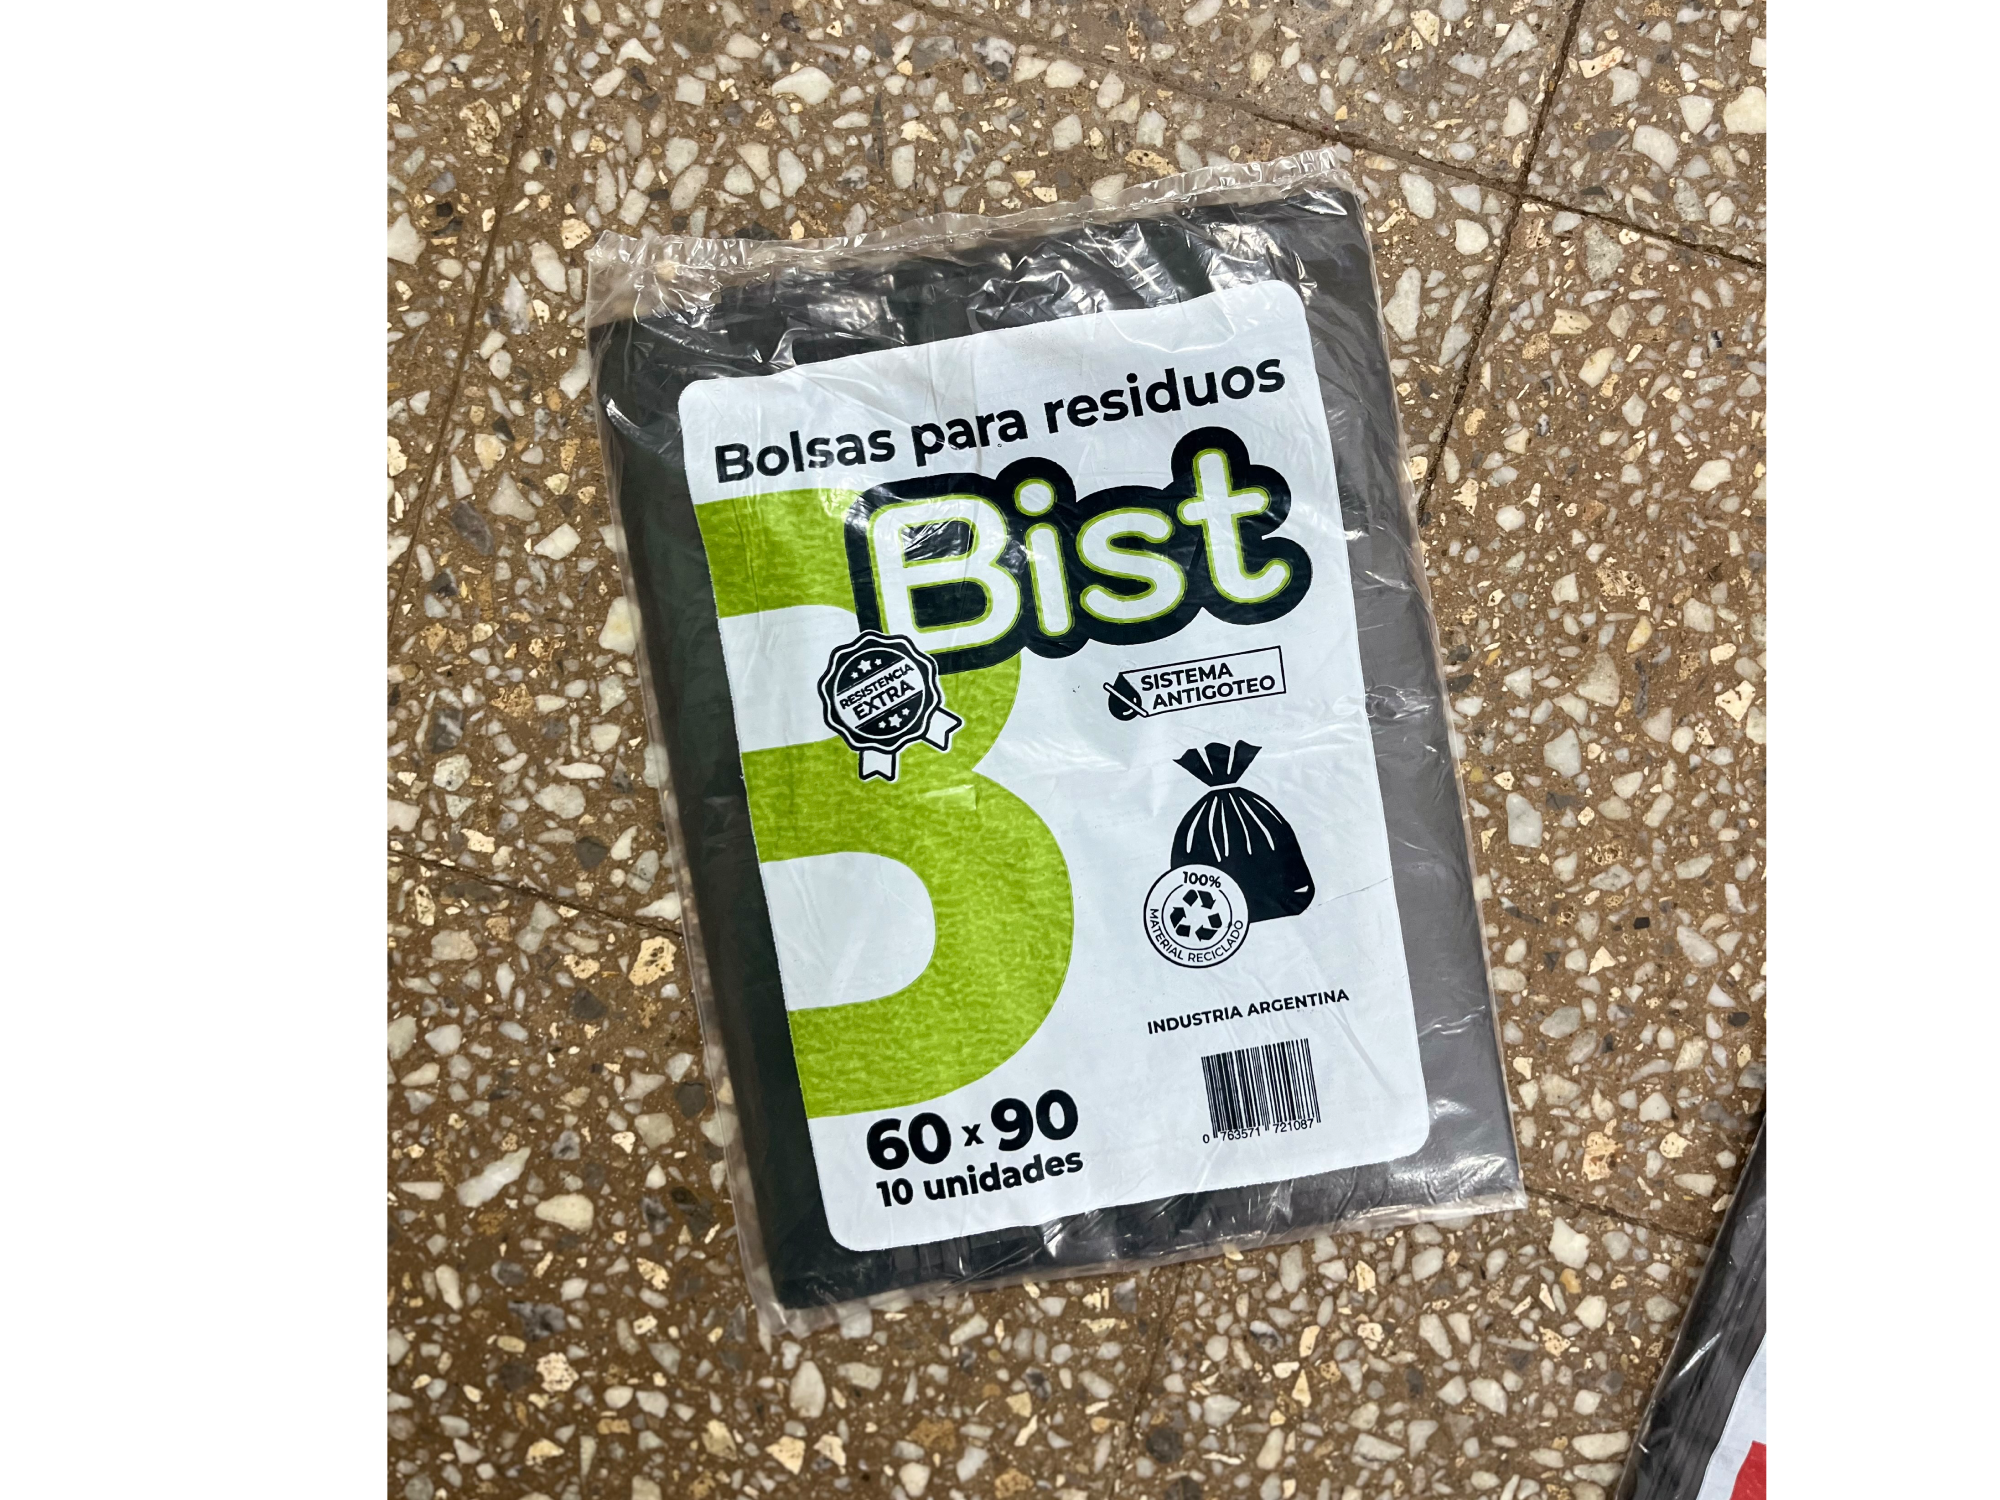 Bolsas para residuos
Bist
RESISTENCIA
EXTRA
SISTEMA
ANTIGOTEO
100%
MATERIAL RECICLADO
INDUSTRIA ARGENTINA
0 763571 721087
60 x 90
10 unidades